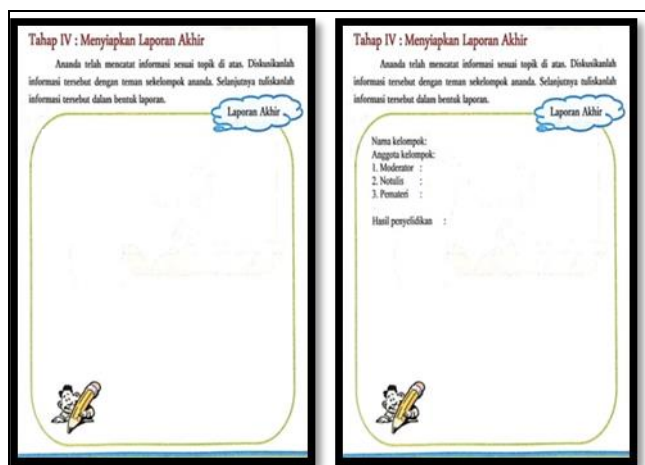 Tahap IV : Menyiapkan Laporan Akhir
Ananda telah mencatat informasi sesuai topik di atas. Diskusikanlah
informasi tersebut dengan teman sekelompok ananda. Selanjutnya tuliskanlah
informasi tersebut dalam bentuk laporan.
Laporan Akhir
Tahap IV : Menyiapkan Laporan Akhir
Ananda telah mencatat informasi sesuai topik di atas. Diskusikanlah
informasi tersebut dengan teman sekelompok ananda. Selanjutnya tuliskanlah
informasi tersebut dalam bentuk laporan.
Laporan Akhir
Nama kelompok:
Anggota kelompok:
1. Moderator :
2. Notulis :
3. Pemateri :
Hasil penyelidikan :